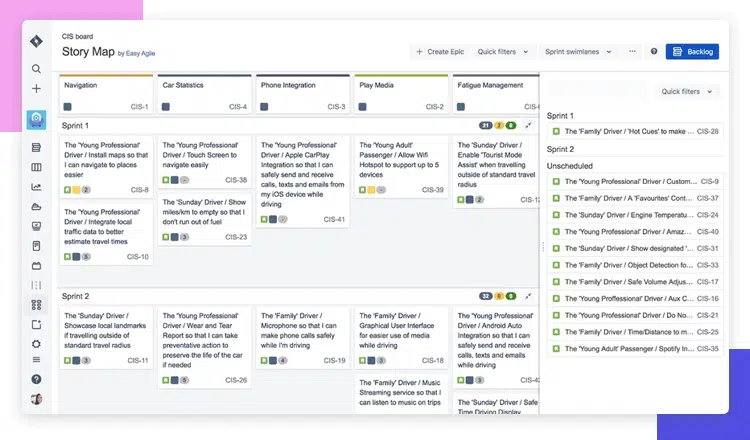 CIS board
Story Map by Easy Agile
Create Epic
Quick filters
Sprint swimlanes
Backlog
Navigation
CIS-1
Car Statistics
CIS-4
Phone Integration
CIS-3
Play Media
CIS-2
Fatigue Management
Sprint 1
21
2
6
The 'Young Professional'
Driver / Install maps so that
I can navigate to places
easier
2
CIS-8
The 'Young Professional'
Driver / Integrate local
traffic data to better
estimate travel times
5
CIS-10
The 'Young Professional'
Driver / Touch Screen to
navigate easily
-
CIS-38
The 'Sunday' Driver / Show
miles/km to empty so that I
don't run out of fuel
3
CIS-23
The 'Young Professional'
Driver / Apple CarPlay
Integration so that I can
safely send and receive
calls, texts and emails from
my iOS device while
driving
-
CIS-41
The 'Young Adult'
Passenger / Allow Wifi
Hotspot to support up to 5
devices
-
CIS-39
The 'Sunday' Driver /
Enable 'Tourist Mode
Assist' when travelling
outside of standard travel
radius
2
Sprint 2
32
6
The 'Sunday' Driver /
Showcase local landmarks
if travelling outside of
standard travel radius
3
CIS-11
The 'Young
Professional' Driver /
Wear and Tear
Report so that I can take
preventative action to
preserve the life of the car
if needed
5
CIS-26
The 'Family' Driver /
Microphone so that I can
make phone calls safely
while I'm driving
4
CIS-19
The 'Family' Driver /
Graphical User Interface
for easier use of media
while driving
3
CIS-18
The 'Family' Driver / Music
Streaming service so that I
can listen to music on trips
The 'Young Professional'
Driver / Android Auto
Integration so that I can
safely send and receive
calls, texts and emails
while driving
3
The 'Sunday' Driver / Safe
Time Driving Display
Quick filters
Sprint 1
The 'Family' Driver / 'Hot Cues' to make ... CIS-28
Sprint 2
Unscheduled
The 'Young Professional' Driver / Custom... CIS-9
The 'Family' Driver / A 'Favourites' Cont... CIS-37
The 'Sunday' Driver / Engine Temperatu... CIS-24
The 'Young Professional' Driver / Amaz... CIS-40
The 'Sunday' Driver / Show designated '... CIS-31
The 'Family' Driver / Object Detection fo... CIS-33
The 'Family' Driver / Safe Volume Adjus... CIS-17
The 'Young Proffesional' Driver / Aux C... CIS-16
The 'Young Profesional' Driver / Do No... CIS-21
The 'Family' Driver / Time/Distance to m... CIS-25
The 'Young Adult' Passenger / Spotify In... CIS-35